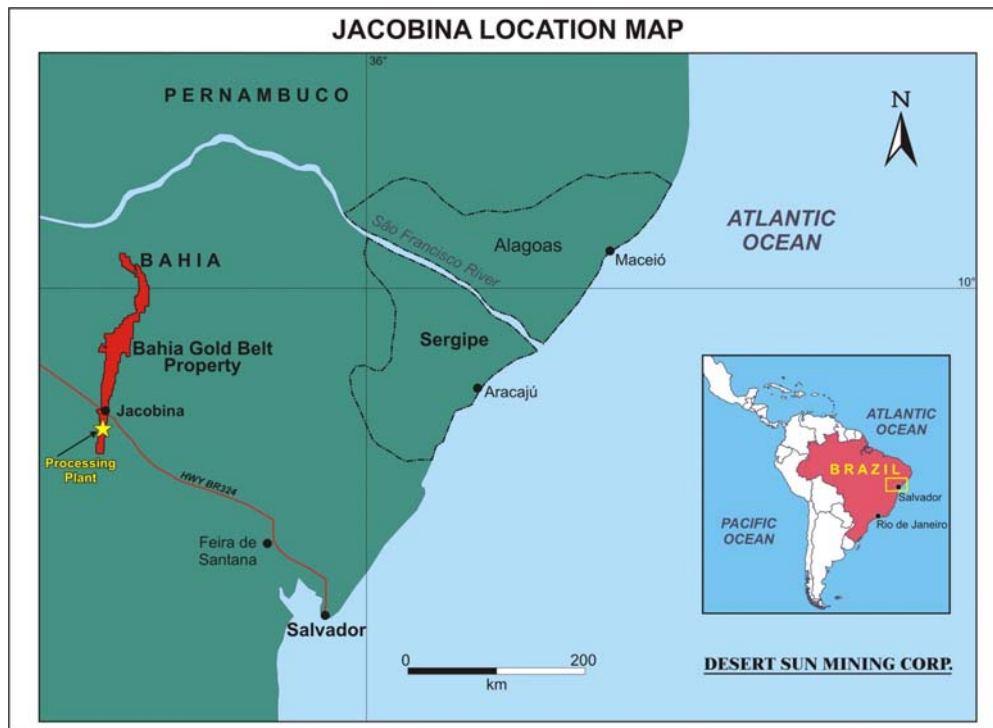 JACOBINA LOCATION MAP
36°
PERNAMBUCO
N
São Francisco River
Alagoas
ATLANTIC
OCEAN
Maceió
BAHIA
10°
Sergipe
Bahia Gold Belt
Property
Aracajú
Jacobina
Processing
Plant
HWY BR324
Feira de
Santana
Salvador
0
200
km
ATLANTIC
OCEAN
BRAZIL
Salvador
Rio de Janeiro
PACIFIC
OCEAN
DESERT SUN MINING CORP.